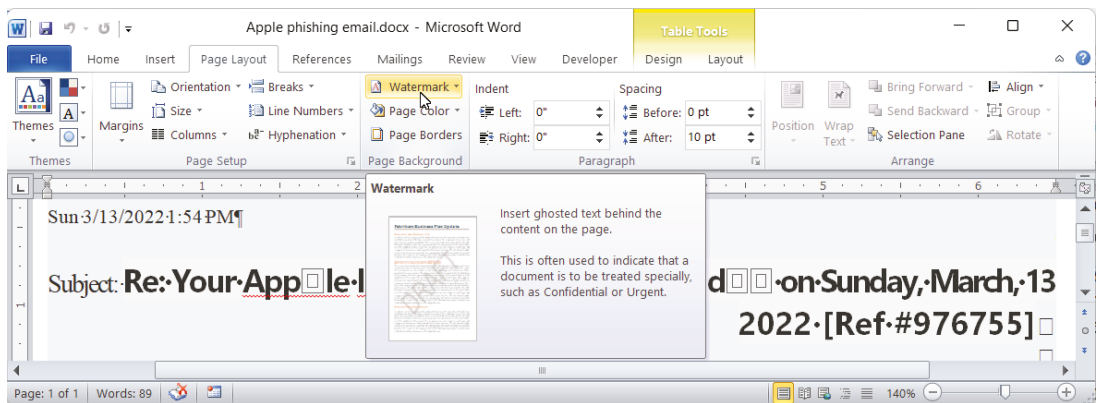 Apple phishing email.docx - Microsoft Word
Table Tools
File Home Insert Page Layout References Mailings Review View Developer Design Layout
Themes
Margins
Orientation
Size
Columns
Breaks
Line Numbers
Hyphenation
Watermark
Page Color
Page Borders
Indent
Left: 0"
Right: 0"
Spacing
Before: 0 pt
After: 10 pt
Position
Wrap Text
Bring Forward
Send Backward
Selection Pane
Align
Group
Rotate
Themes Page Setup Page Background Paragraph Arrange
1 2 5 6
Watermark
Insert ghosted text behind the
content on the page.
This is often used to indicate that a
document is to be treated specially,
such as Confidential or Urgent.
DRAFT
Sun·3/13/2022·1:54·PM¶
Subject:·Re:·Your·App□le·I d□□·on·Sunday,·March,·13
2022·[Ref·#976755]□
Page: 1 of 1 Words: 89 140%